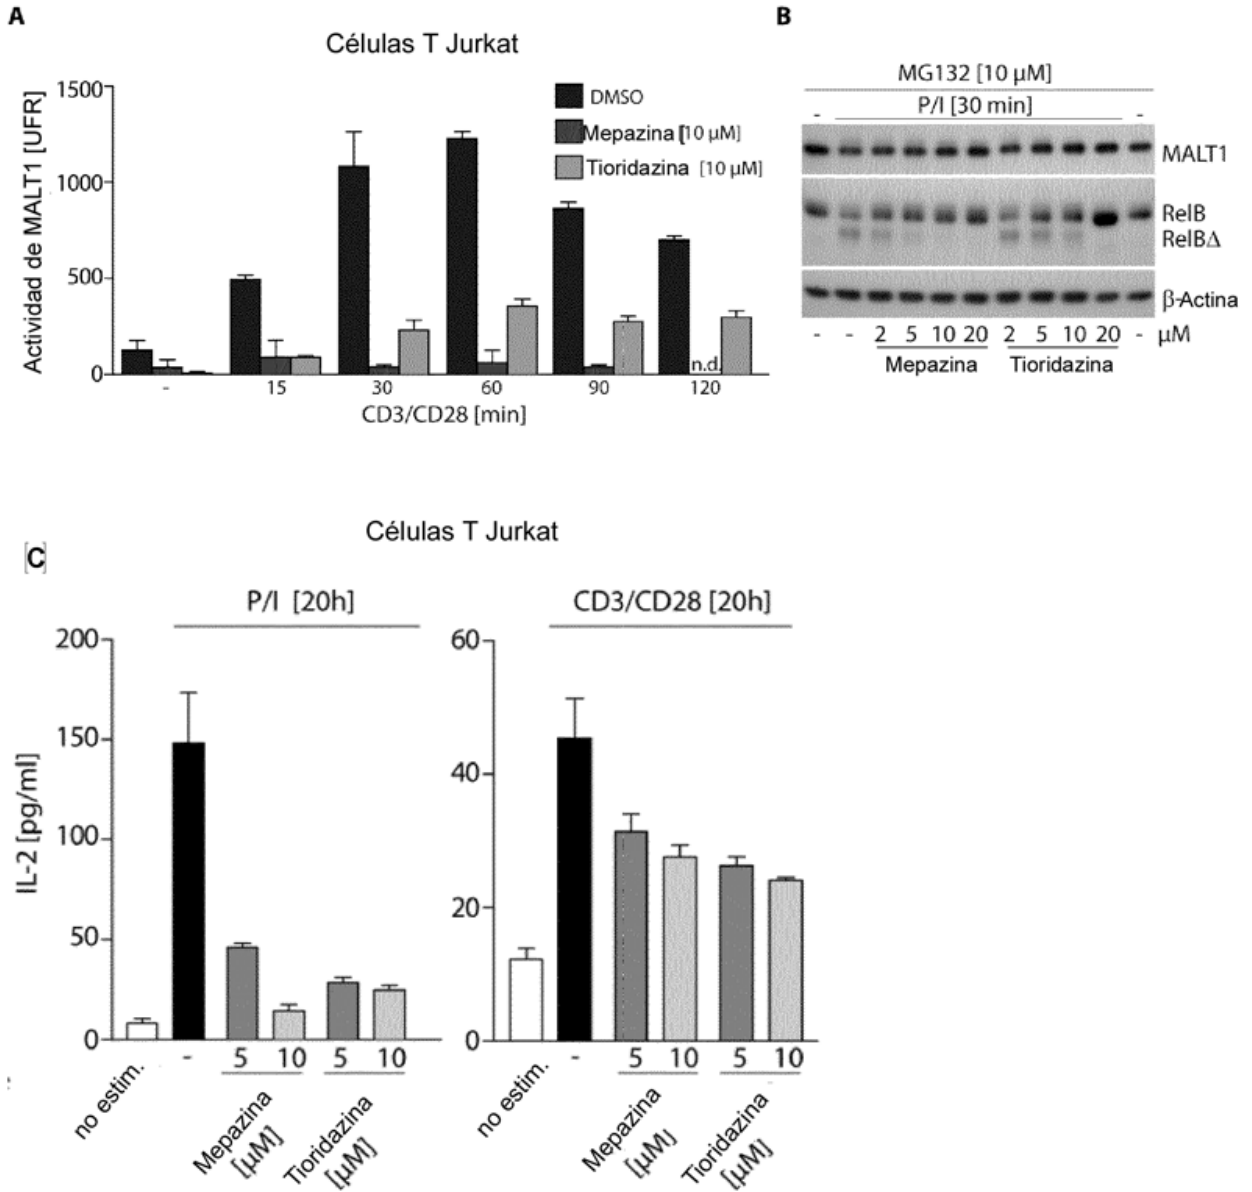 A
Células T Jurkat
Actividad de MALT1 [UFR]
1500
1000
500
0
DMSO
Mepazina [10 µM]
Tioridazina [10 µM]
n.d.
- 15 30 60 90 120
CD3/CD28 [min]
B
MG132 [10 µM]
- P/I [30 min] -
MALT1
RelB
RelBΔ
β-Actina
- - 2 5 10 20 2 5 10 20 - µM
Mepazina Tioridazina
Células T Jurkat
[C]
P/I [20h]
IL-2 [pg/ml]
200
150
100
50
0
no estim.
- 5 10 5 10
Mepazina [µM]
Tioridazina [µM]
CD3/CD28 [20h]
60
40
20
0
no estim.
- 5 10 5 10
Mepazina [µM]
Tioridazina [µM]